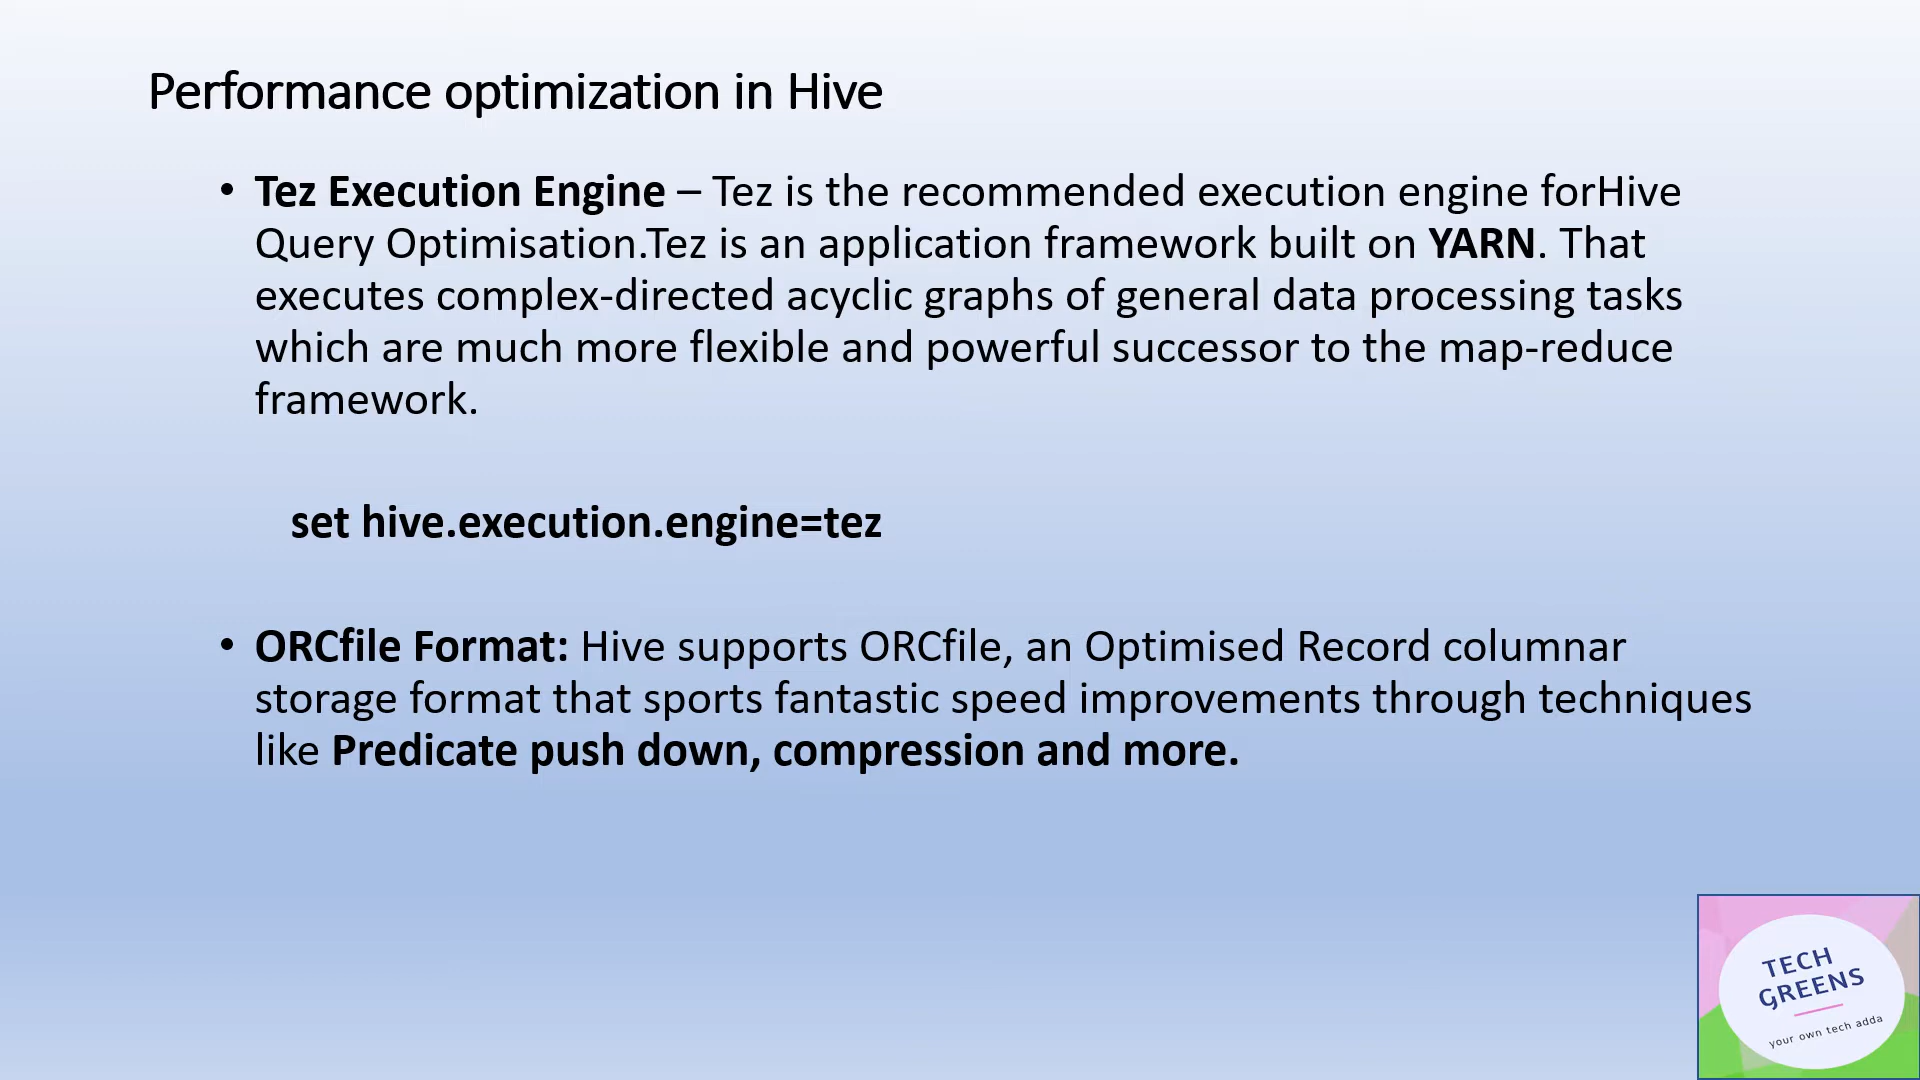 Performance optimization in Hive
• Tez Execution Engine – Tez is the recommended execution engine forHive
Query Optimisation.Tez is an application framework built on YARN. That
executes complex-directed acyclic graphs of general data processing tasks
which are much more flexible and powerful successor to the map-reduce
framework.
set hive.execution.engine=tez
• ORCfile Format: Hive supports ORCfile, an Optimised Record columnar
storage format that sports fantastic speed improvements through techniques
like Predicate push down, compression and more.
TECH
GREENS
your own tech adda